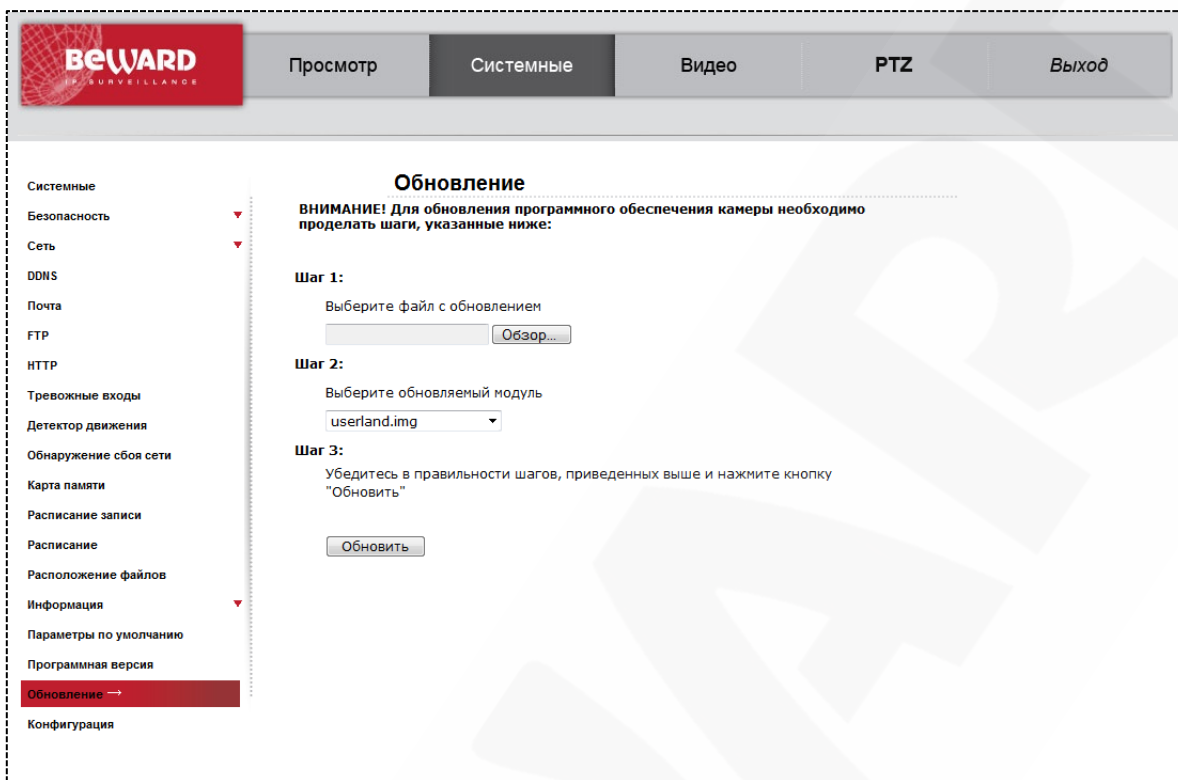 BEWARD
IP SURVEILLANCE
Просмотр
Системные
Видео
PTZ
Выход
Системные
Безопасность
Сеть
DDNS
Почта
FTP
HTTP
Тревожные входы
Детектор движения
Обнаружение сбоя сети
Карта памяти
Расписание записи
Расписание
Расположение файлов
Информация
Параметры по умолчанию
Программная версия
Обновление →
Конфигурация
Обновление
ВНИМАНИЕ! Для обновления программного обеспечения камеры необходимо
проделать шаги, указанные ниже:
Шаг 1:
Выберите файл с обновлением
Обзор...
Шаг 2:
Выберите обновляемый модуль
userland.img
Шаг 3:
Убедитесь в правильности шагов, приведенных выше и нажмите кнопку
"Обновить"
Обновить